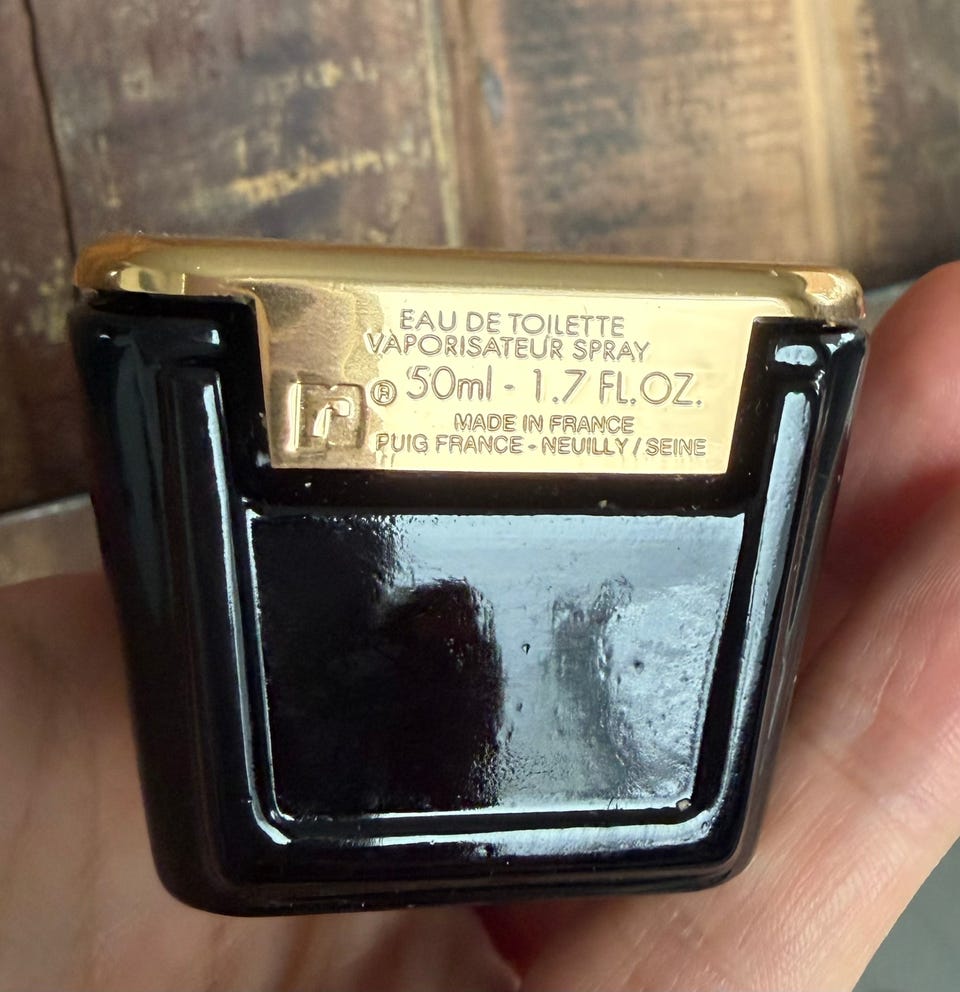 EAU DE TOILETTE
VAPORISATEUR SPRAY
r ® 50ml - 1.7 FL.OZ.
MADE IN FRANCE
PUIG FRANCE - NEUILLY / SEINE